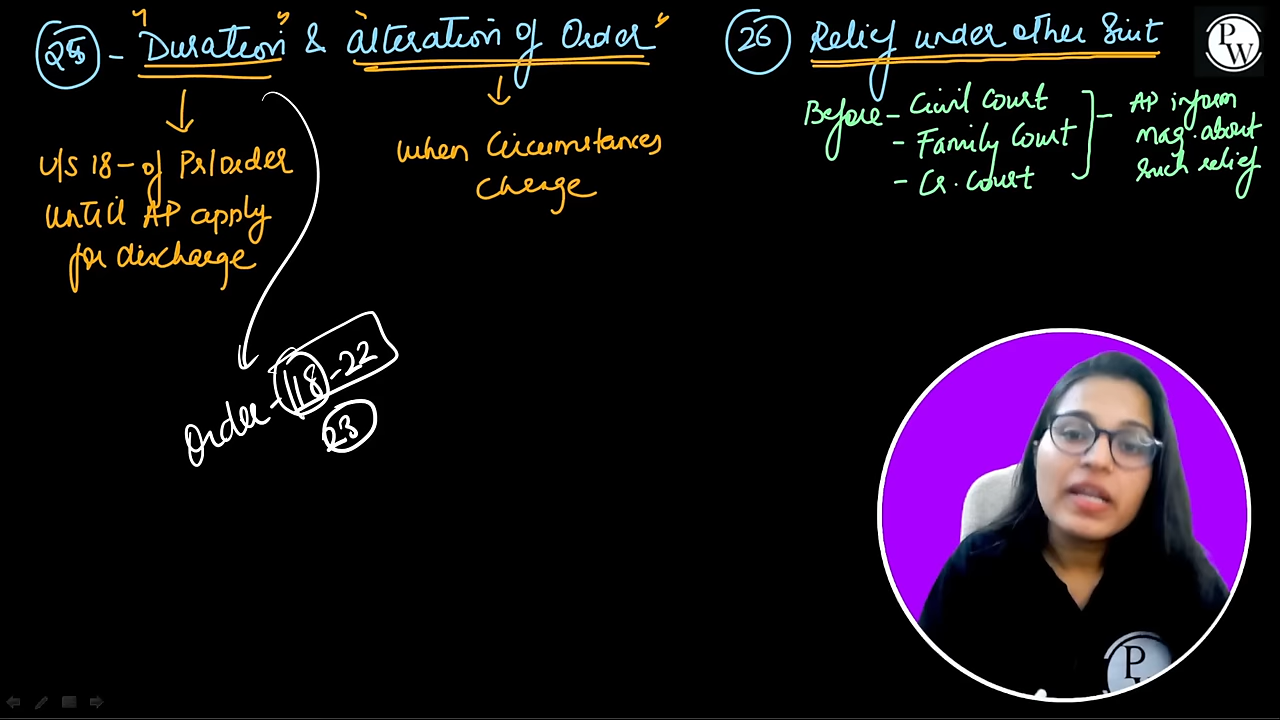 25 - "Duration" & "alteration of Order"
U/S 18 - of Pr/Order
until AP apply
for discharge
when Circumstances
Change
Order - 18 - 22
23
26 Relief under other Suit
Before - Civil Court
- Family Court
- Cr. Court
- AP inform
mag. about
such relief
PW
PW